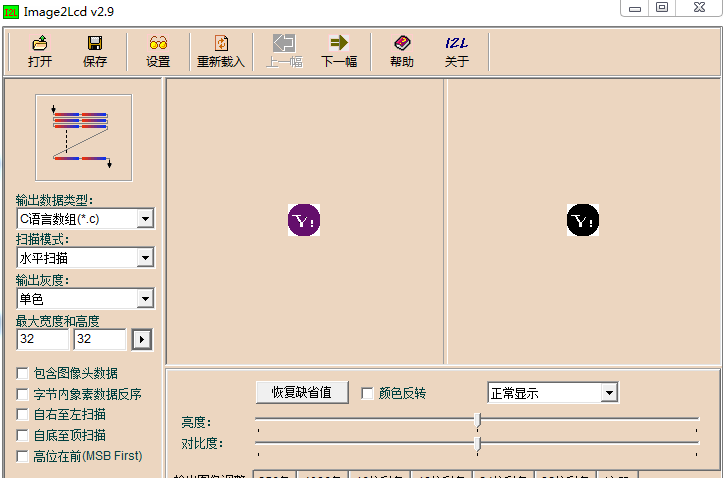 I2L Image2Lcd v2.9
打开 保存 设置 重新载入 上一幅 下一幅 帮助 I2L 关于
Y! Y!
输出数据类型:
C语言数组(*.c)
扫描模式:
水平扫描
输出灰度:
单色
最大宽度和高度
32 32
包含图像头数据
字节内象素数据反序
自右至左扫描
自底至顶扫描
高位在前(MSB First)
恢复缺省值 颜色反转 正常显示
亮度:
对比度: